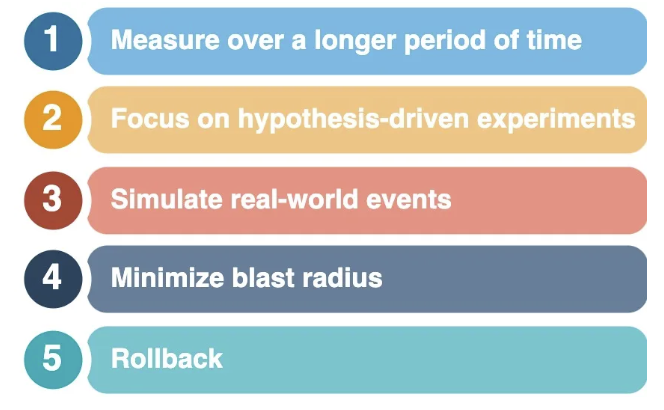 1 Measure over a longer period of time
2 Focus on hypothesis-driven experiments
3 Simulate real-world events
4 Minimize blast radius
5 Rollback